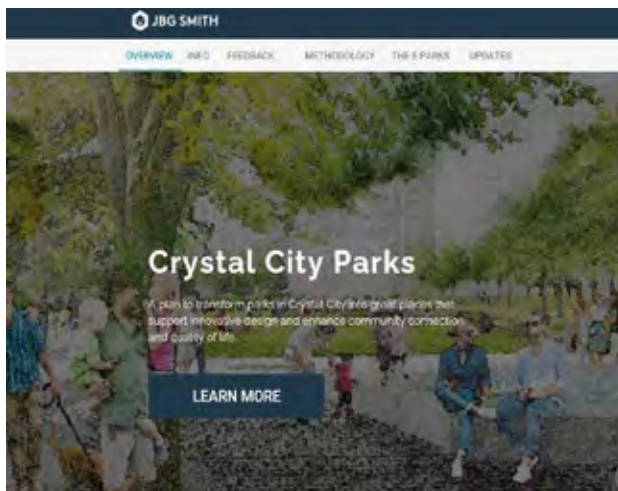 JBG SMITH
OVERVIEW INFO FEEDBACK METHODOLOGY THE 5 PARKS UPDATES
Crystal City Parks
A plan to transform parks in Crystal City into great places that
support innovative design and enhance community connection
and quality of life.
LEARN MORE